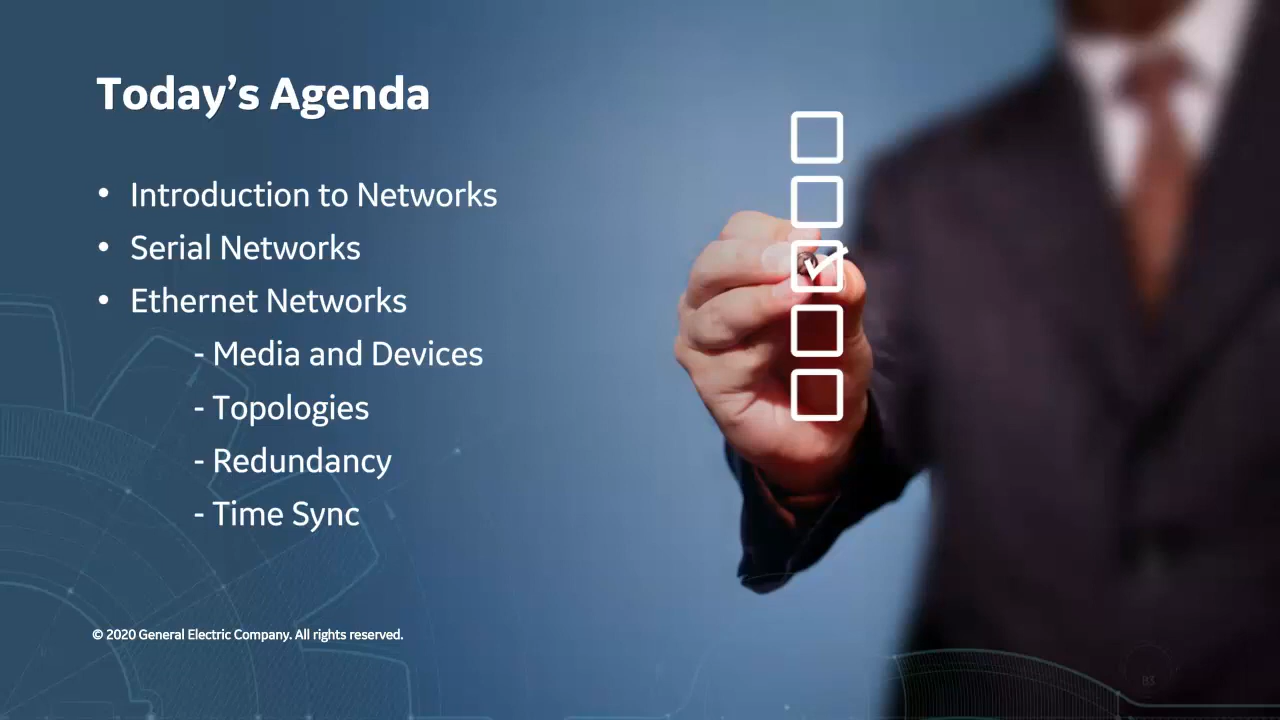 Today’s Agenda
• Introduction to Networks
• Serial Networks
• Ethernet Networks
- Media and Devices
- Topologies
- Redundancy
- Time Sync
© 2020 General Electric Company. All rights reserved.